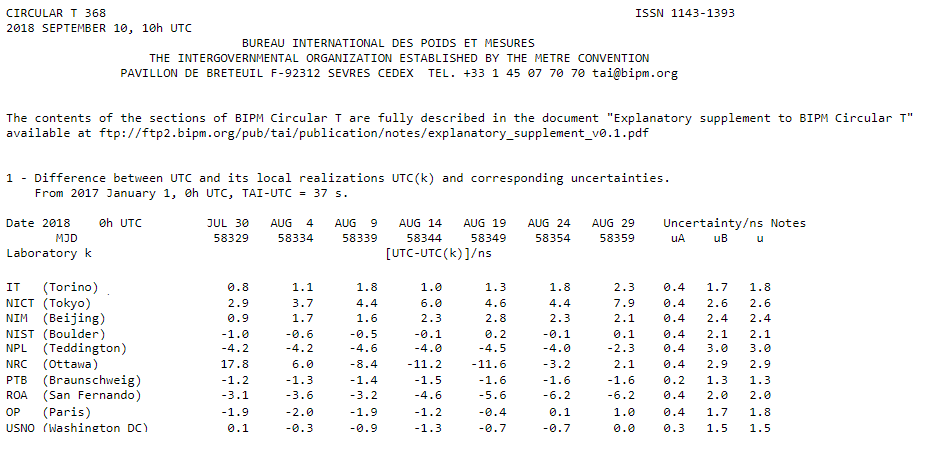 CIRCULAR T 368 ISSN 1143-1393
2018 SEPTEMBER 10, 10h UTC
BUREAU INTERNATIONAL DES POIDS ET MESURES
THE INTERGOVERNMENTAL ORGANIZATION ESTABLISHED BY THE METRE CONVENTION
PAVILLON DE BRETEUIL F-92312 SEVRES CEDEX TEL. +33 1 45 07 70 70 tai@bipm.org
The contents of the sections of BIPM Circular T are fully described in the document "Explanatory supplement to BIPM Circular T"
available at ftp://ftp2.bipm.org/pub/tai/publication/notes/explanatory_supplement_v0.1.pdf
1 - Difference between UTC and its local realizations UTC(k) and corresponding uncertainties.
From 2017 January 1, 0h UTC, TAI-UTC = 37 s.
Date 2018 0h UTC JUL 30 AUG 4 AUG 9 AUG 14 AUG 19 AUG 24 AUG 29 Uncertainty/ns Notes
MJD 58329 58334 58339 58344 58349 58354 58359 uA uB u
Laboratory k [UTC-UTC(k)]/ns
IT (Torino) 0.8 1.1 1.8 1.0 1.3 1.8 2.3 0.4 1.7 1.8
NICT (Tokyo) 2.9 3.7 4.4 6.0 4.6 4.4 7.9 0.4 2.6 2.6
NIM (Beijing) 0.9 1.7 1.6 2.3 2.8 2.3 2.1 0.4 2.4 2.4
NIST (Boulder) -1.0 -0.6 -0.5 -0.1 0.2 -0.1 0.1 0.4 2.1 2.1
NPL (Teddington) -4.2 -4.2 -4.6 -4.0 -4.5 -4.0 -2.3 0.4 3.0 3.0
NRC (Ottawa) 17.8 6.0 -8.4 -11.2 -11.6 -3.2 2.1 0.4 2.9 2.9
PTB (Braunschweig) -1.2 -1.3 -1.4 -1.5 -1.6 -1.6 -1.6 0.2 1.3 1.3
ROA (San Fernando) -3.1 -3.6 -3.2 -4.6 -5.6 -6.2 -6.2 0.4 2.0 2.0
OP (Paris) -1.9 -2.0 -1.9 -1.2 -0.4 0.1 1.0 0.4 1.7 1.8
USNO (Washington DC) 0.1 -0.3 -0.9 -1.3 -0.7 -0.7 0.0 0.3 1.5 1.5